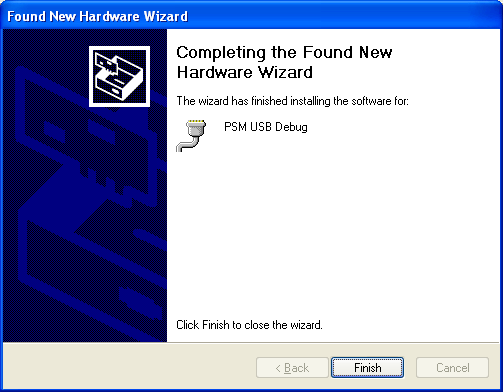 Found New Hardware Wizard
Completing the Found New
Hardware Wizard
The wizard has finished installing the software for:
PSM USB Debug
Click Finish to close the wizard.
< Back
Finish
Cancel